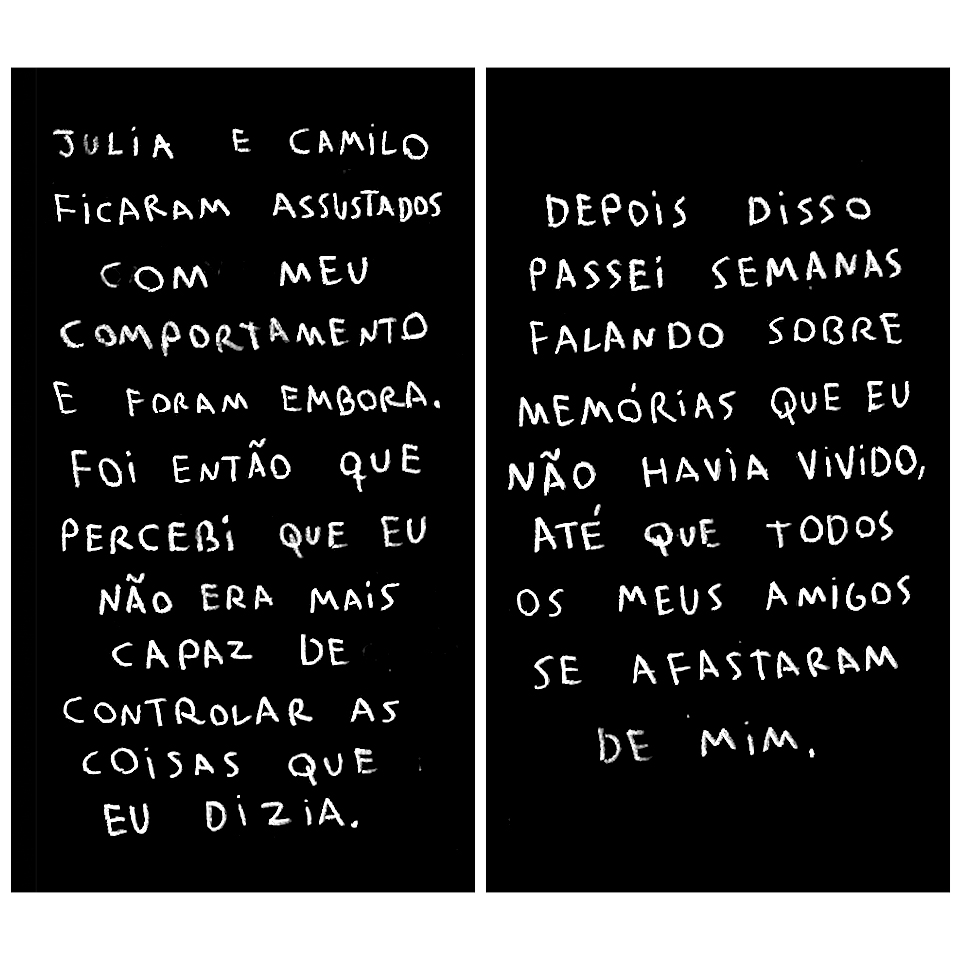 JULiA E CAMiLO
FiCARAM ASSUSTADOS
COM MEU
COMPORTAMENTO
E FORAM EMBORA.
FOi ENTÃO QUE
PERCEBi QUE EU
NÃO ERA MAiS
CAPAZ DE
CONTROLAR AS
COiSAS QUE
EU DiZiA.
DEPOiS DiSSO
PASSEi SEMANAS
FALANDO SOBRE
MEMÓRiAS QUE EU
NÃO HAViA ViViDO,
ATÉ QUE TODOS
OS MEUS AMiGOS
SE AFASTARAM
DE MiM.